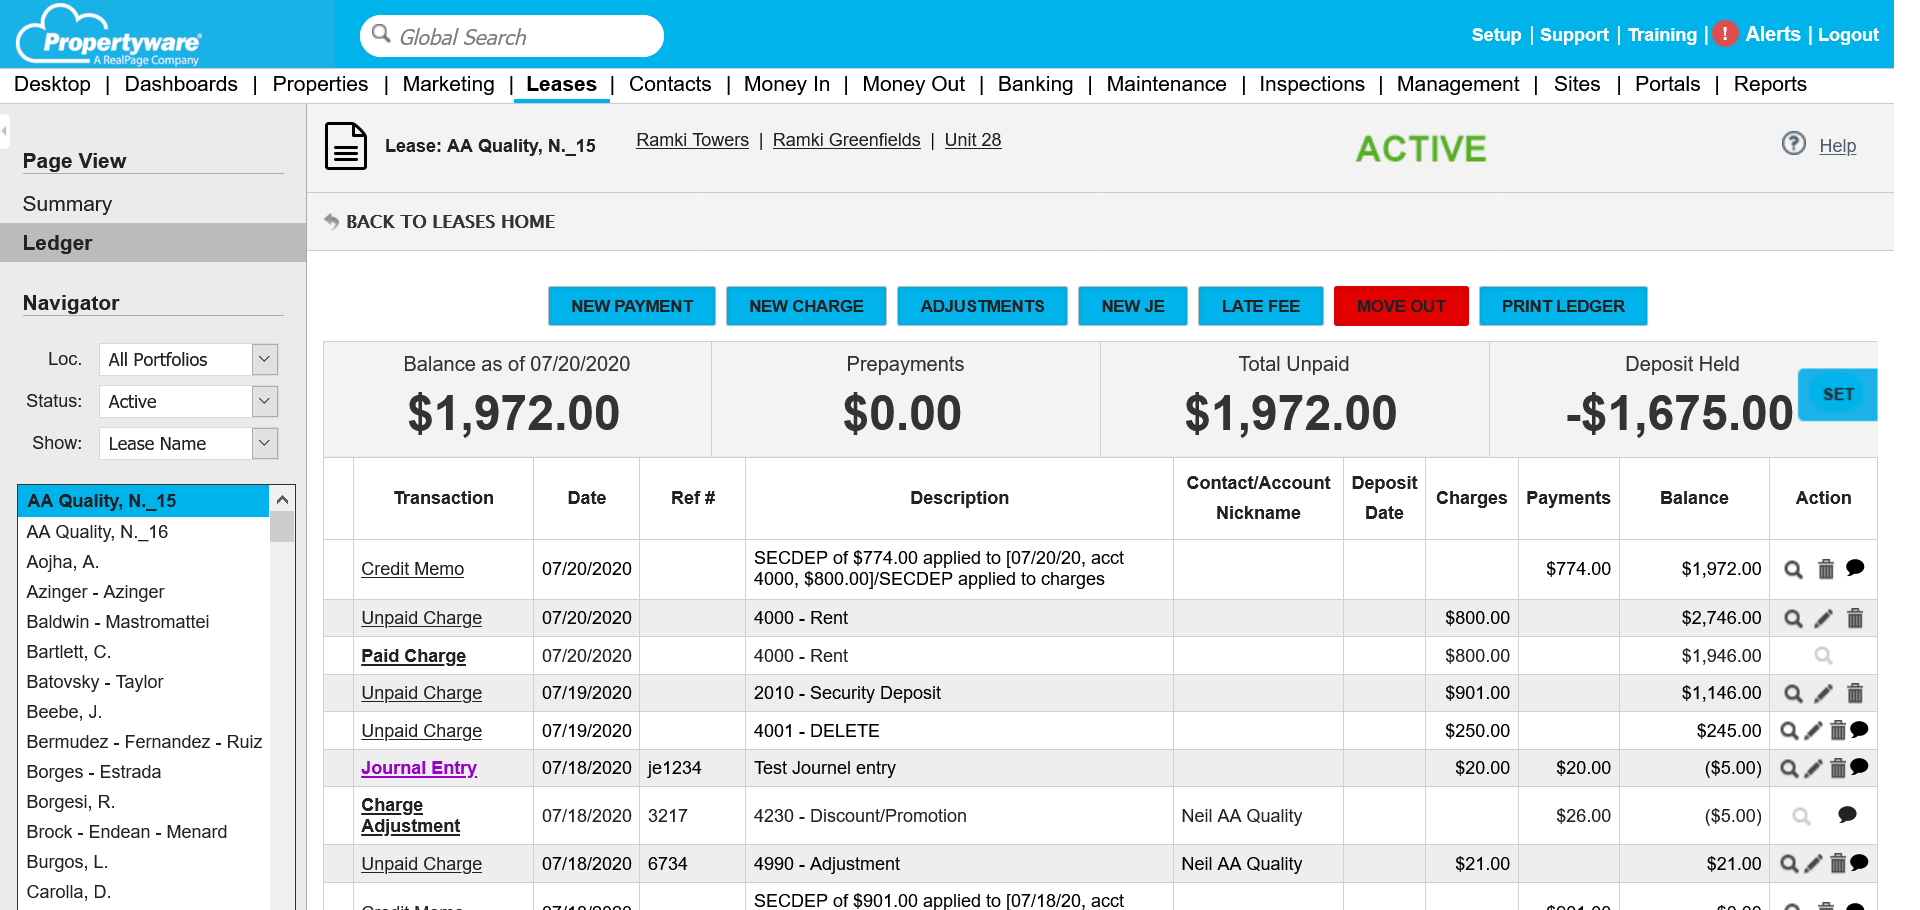 Propertyware
A RealPage Company
Global Search
Setup | Support | Training | ! Alerts | Logout
Desktop | Dashboards | Properties | Marketing | Leases | Contacts | Money In | Money Out | Banking | Maintenance | Inspections | Management | Sites | Portals | Reports
Page View
Summary
Ledger
Navigator
Loc. All Portfolios
Status: Active
Show: Lease Name
AA Quality, N._15
AA Quality, N._16
Aojha, A.
Azinger - Azinger
Baldwin - Mastromattei
Bartlett, C.
Batovsky - Taylor
Beebe, J.
Bermudez - Fernandez - Ruiz
Borges - Estrada
Borgesi, R.
Brock - Endean - Menard
Burgos, L.
Carolla, D.
Lease: AA Quality, N._15 Ramki Towers | Ramki Greenfields | Unit 28 ACTIVE ? Help
BACK TO LEASES HOME
NEW PAYMENT NEW CHARGE ADJUSTMENTS NEW JE LATE FEE MOVE OUT PRINT LEDGER
Balance as of 07/20/2020 Prepayments Total Unpaid Deposit Held
$1,972.00 $0.00 $1,972.00 -$1,675.00 SET
Transaction Date Ref # Description Contact/Account Nickname Deposit Date Charges Payments Balance Action
Credit Memo 07/20/2020 SECDEP of $774.00 applied to [07/20/20, acct
4000, $800.00]/SECDEP applied to charges $774.00 $1,972.00
Unpaid Charge 07/20/2020 4000 - Rent $800.00 $2,746.00
Paid Charge 07/20/2020 4000 - Rent $800.00 $1,946.00
Unpaid Charge 07/19/2020 2010 - Security Deposit $901.00 $1,146.00
Unpaid Charge 07/19/2020 4001 - DELETE $250.00 $245.00
Journal Entry 07/18/2020 je1234 Test Journel entry $20.00 $20.00 ($5.00)
Charge
Adjustment 07/18/2020 3217 4230 - Discount/Promotion Neil AA Quality $26.00 ($5.00)
Unpaid Charge 07/18/2020 6734 4990 - Adjustment Neil AA Quality $21.00 $21.00
SECDEP of $901.00 applied to [07/18/20, acct